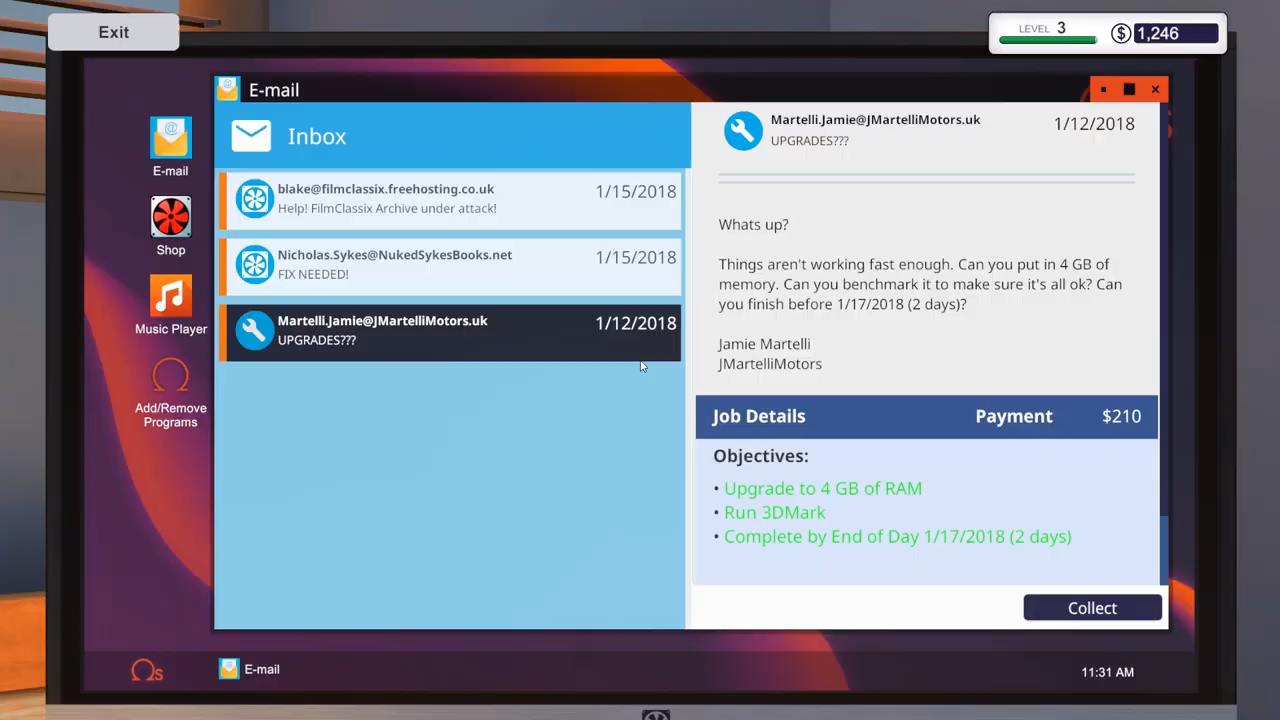 Exit
LEVEL 3
$ 1,246
E-mail
E-mail
Shop
Music Player
Add/Remove
Programs
Inbox
blake@filmclassix.freehosting.co.uk 1/15/2018
Help! FilmClassix Archive under attack!
Nicholas.Sykes@NukedSykesBooks.net 1/15/2018
FIX NEEDED!
Martelli.Jamie@JMartelliMotors.uk 1/12/2018
UPGRADES???
Martelli.Jamie@JMartelliMotors.uk 1/12/2018
UPGRADES???
Whats up?
Things aren't working fast enough. Can you put in 4 GB of
memory. Can you benchmark it to make sure it's all ok? Can
you finish before 1/17/2018 (2 days)?
Jamie Martelli
JMartelliMotors
Job Details Payment $210
Objectives:
• Upgrade to 4 GB of RAM
• Run 3DMark
• Complete by End of Day 1/17/2018 (2 days)
Collect
Ωs E-mail 11:31 AM